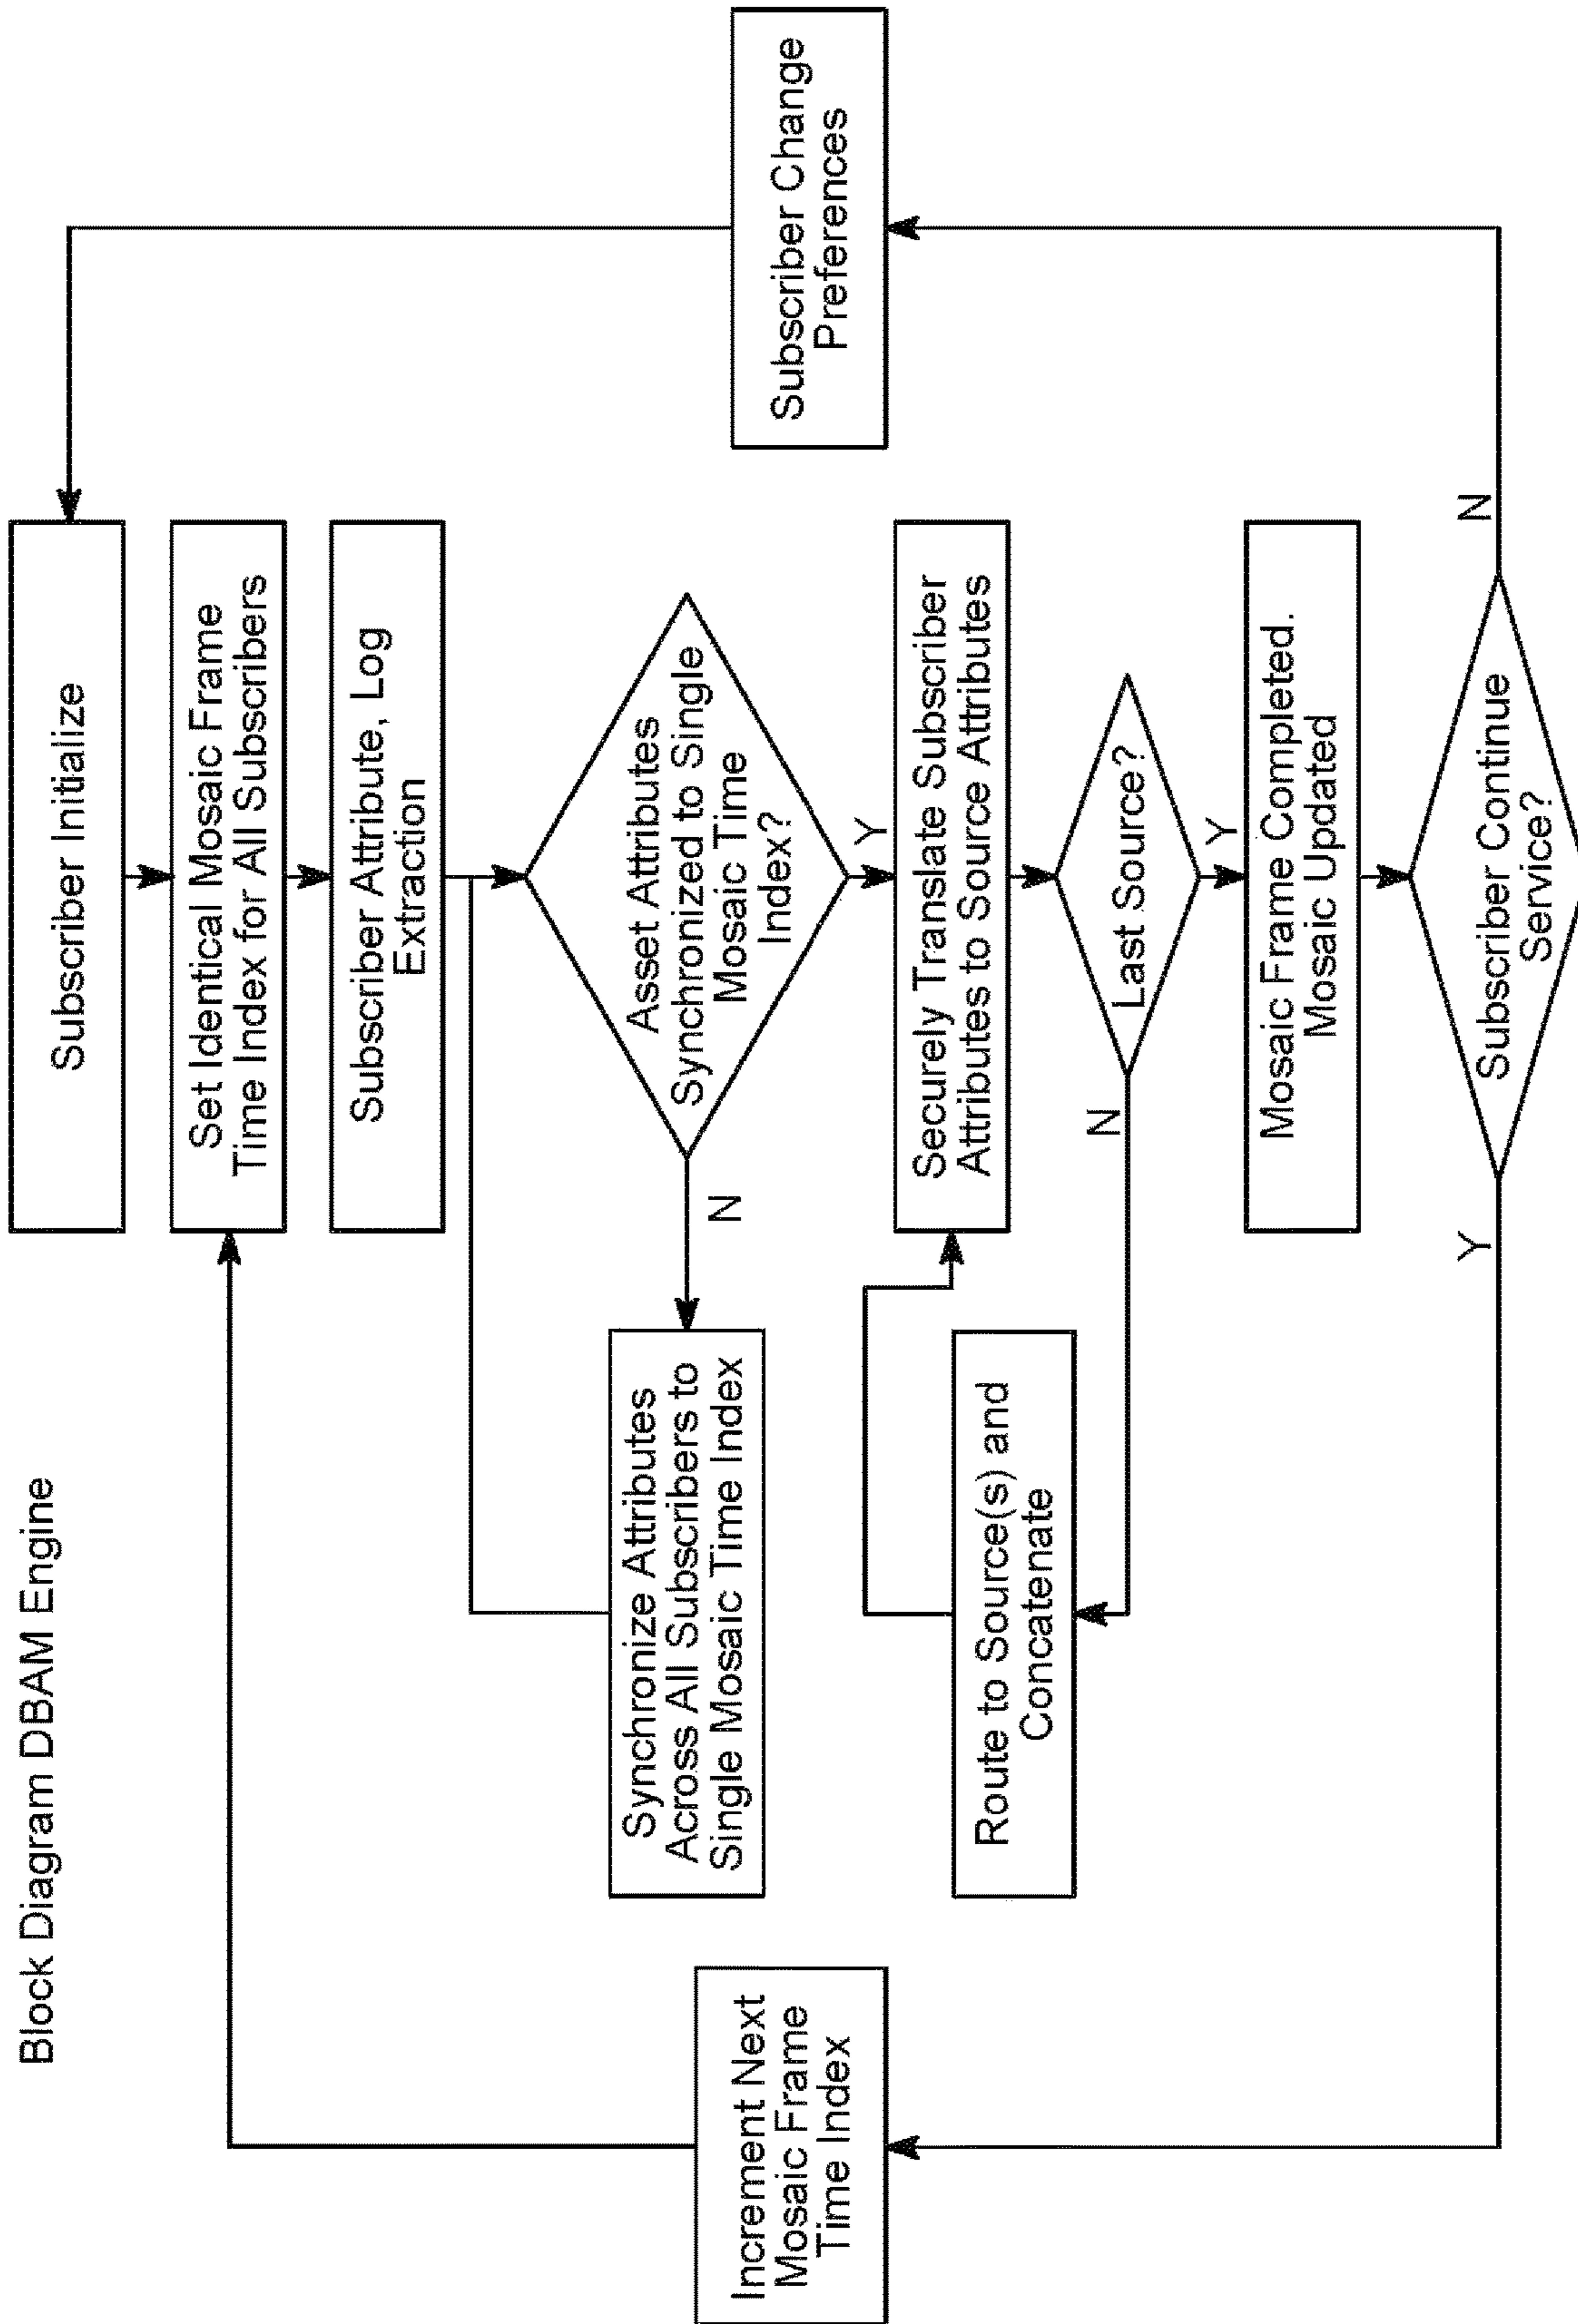 Block Diagram DBAM Engine
Subscriber Initialize
Set Identical Mosaic Frame
Time Index for All Subscribers
Subscriber Attribute, Log
Extraction
Asset Attributes
Synchronized to Single
Mosaic Time
Index?
N
Y
Synchronize Attributes
Across All Subscribers to
Single Mosaic Time Index
Securely Translate Subscriber
Attributes to Source Attributes
Last Source?
N
Y
Route to Source(s) and
Concatenate
Mosaic Frame Completed.
Mosaic Updated
Subscriber Continue
Service?
Y
N
Increment Next
Mosaic Frame
Time Index
Subscriber Change
Preferences